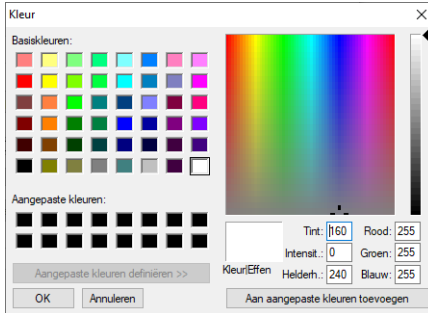 Kleur
Basiskleuren:
Aangepaste kleuren:
Aangepaste kleuren definiëren >>
OK Annuleren
Kleur|Effen
Tint: 160 Rood: 255
Intensit.: 0 Groen: 255
Helderh.: 240 Blauw: 255
Aan aangepaste kleuren toevoegen